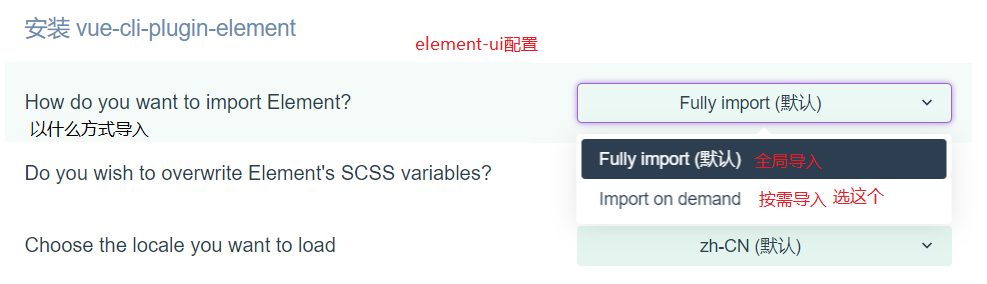 安装 vue-cli-plugin-element
element-ui配置
How do you want to import Element?
Fully import (默认)
以什么方式导入
Fully import (默认) 全局导入
Do you wish to overwrite Element's SCSS variables?
Import on demand 按需导入 选这个
Choose the locale you want to load
zh-CN (默认)